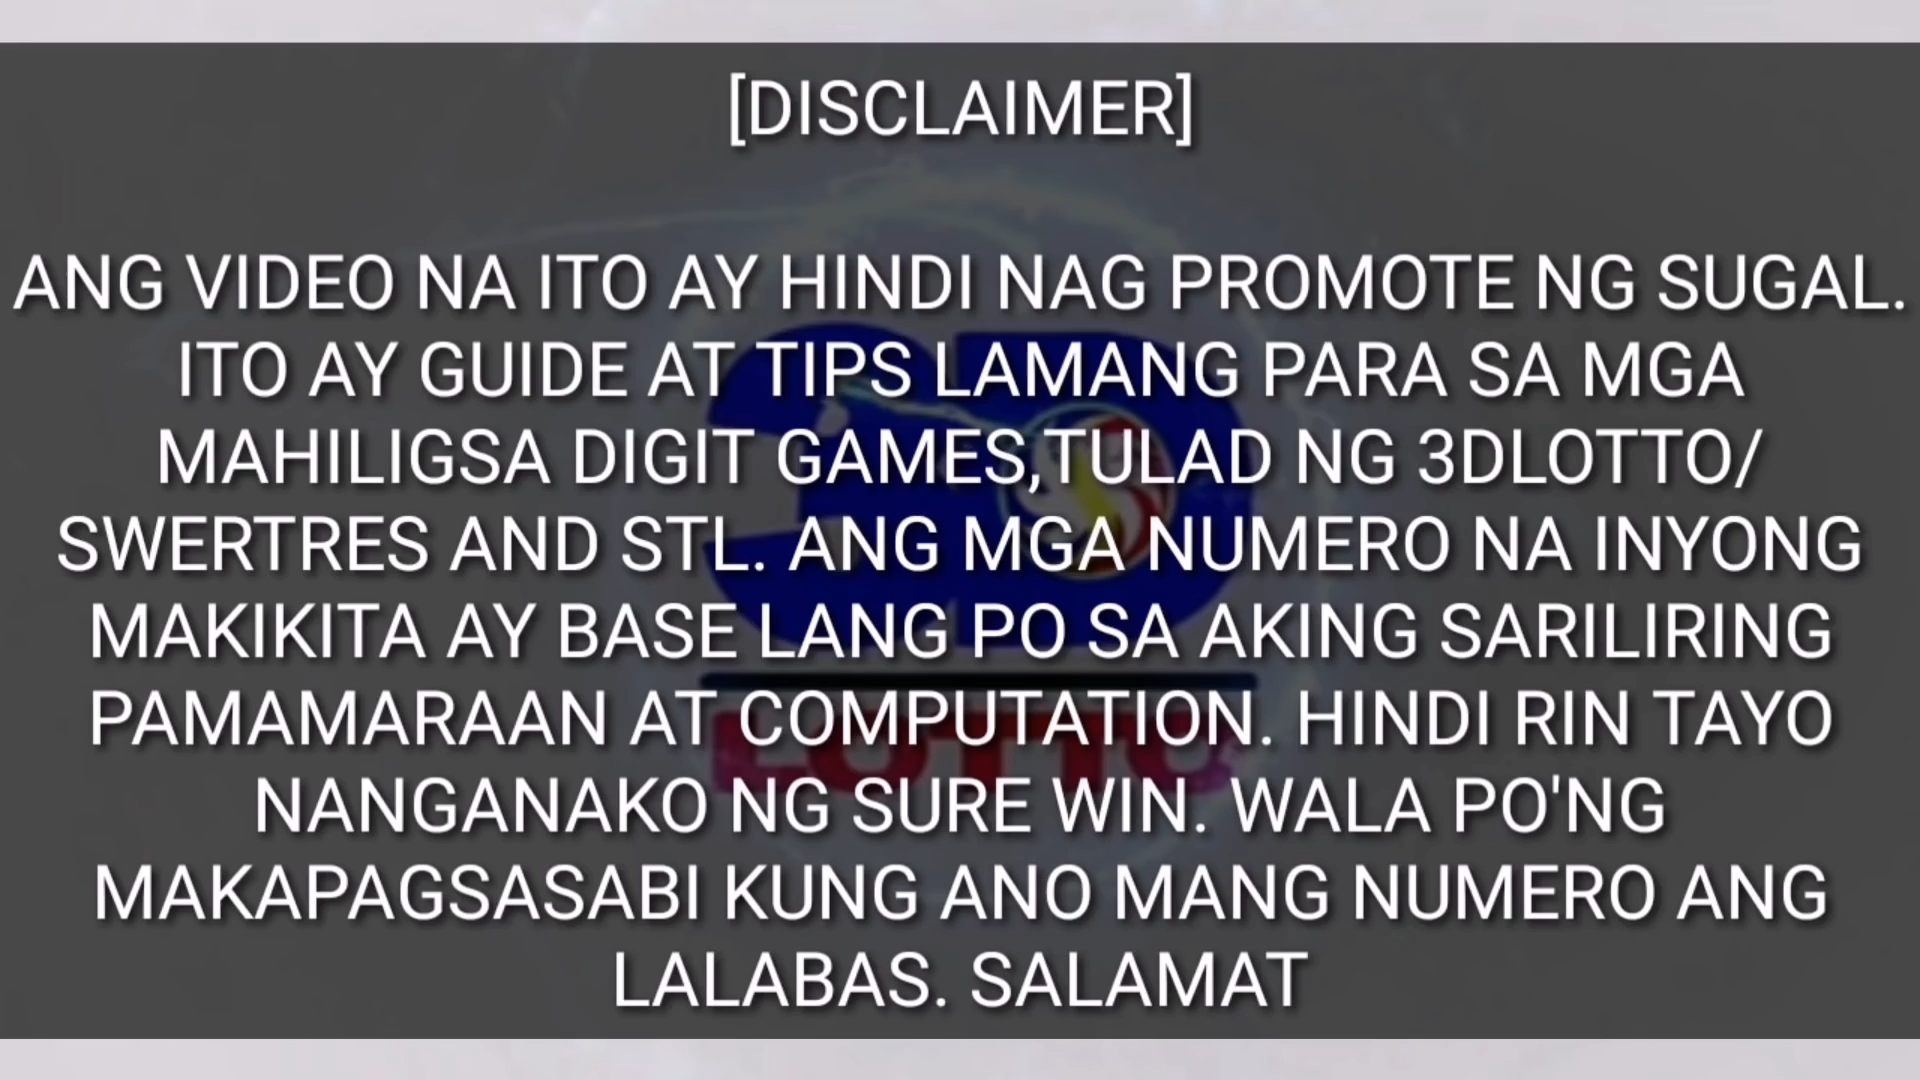 [DISCLAIMER]
ANG VIDEO NA ITO AY HINDI NAG PROMOTE NG SUGAL.
ITO AY GUIDE AT TIPS LAMANG PARA SA MGA
MAHILIGSA DIGIT GAMES,TULAD NG 3DLOTTO/
SWERTRES AND STL. ANG MGA NUMERO NA INYONG
MAKIKITA AY BASE LANG PO SA AKING SARILIRING
PAMAMARAAN AT COMPUTATION. HINDI RIN TAYO
NANGANAKO NG SURE WIN. WALA PO'NG
MAKAPAGSASABI KUNG ANO MANG NUMERO ANG
LALABAS. SALAMAT
3D
LOTTO